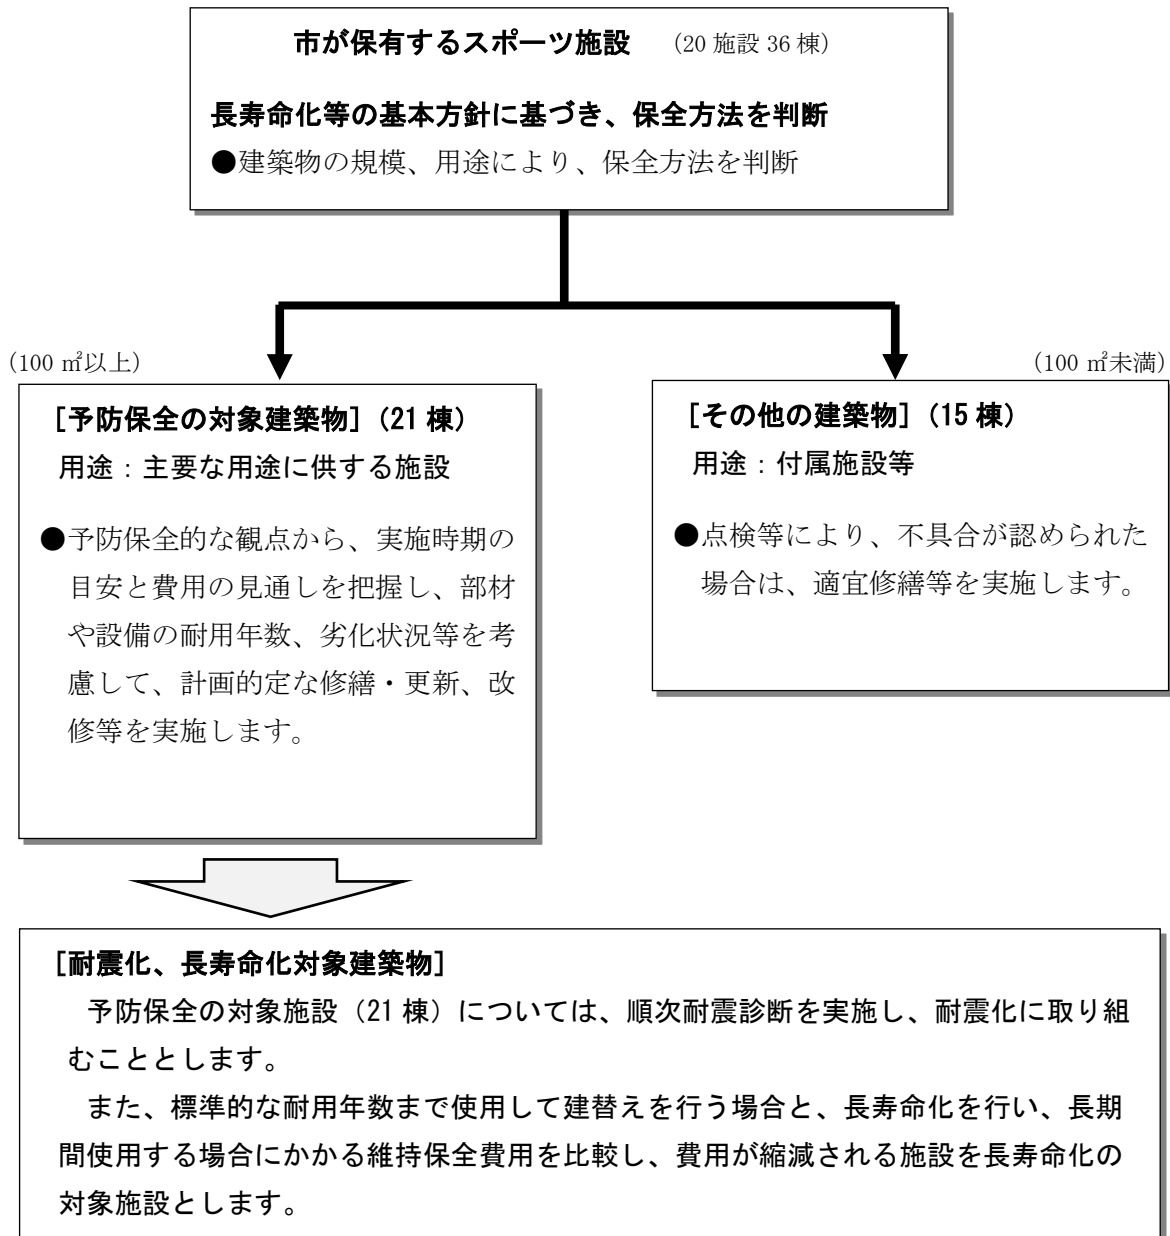 市が保有するスポーツ施設 (20 施設 36 棟)
長寿命化等の基本方針に基づき、保全方法を判断
●建築物の規模、用途により、保全方法を判断
(100 ㎡以上)
[予防保全の対象建築物](21 棟)
用途：主要な用途に供する施設
●予防保全的な観点から、実施時期の
目安と費用の見通しを把握し、部材
や設備の耐用年数、劣化状況等を考
慮して、計画的定な修繕・更新、改
修等を実施します。
(100 ㎡未満)
[その他の建築物](15 棟)
用途：付属施設等
●点検等により、不具合が認められた
場合は、適宜修繕等を実施します。
[耐震化、長寿命化対象建築物]
予防保全の対象施設（21 棟）については、順次耐震診断を実施し、耐震化に取り組
むこととします。
また、標準的な耐用年数まで使用して建替えを行う場合と、長寿命化を行い、長期
間使用する場合にかかる維持保全費用を比較し、費用が縮減される施設を長寿命化の
対象施設とします。